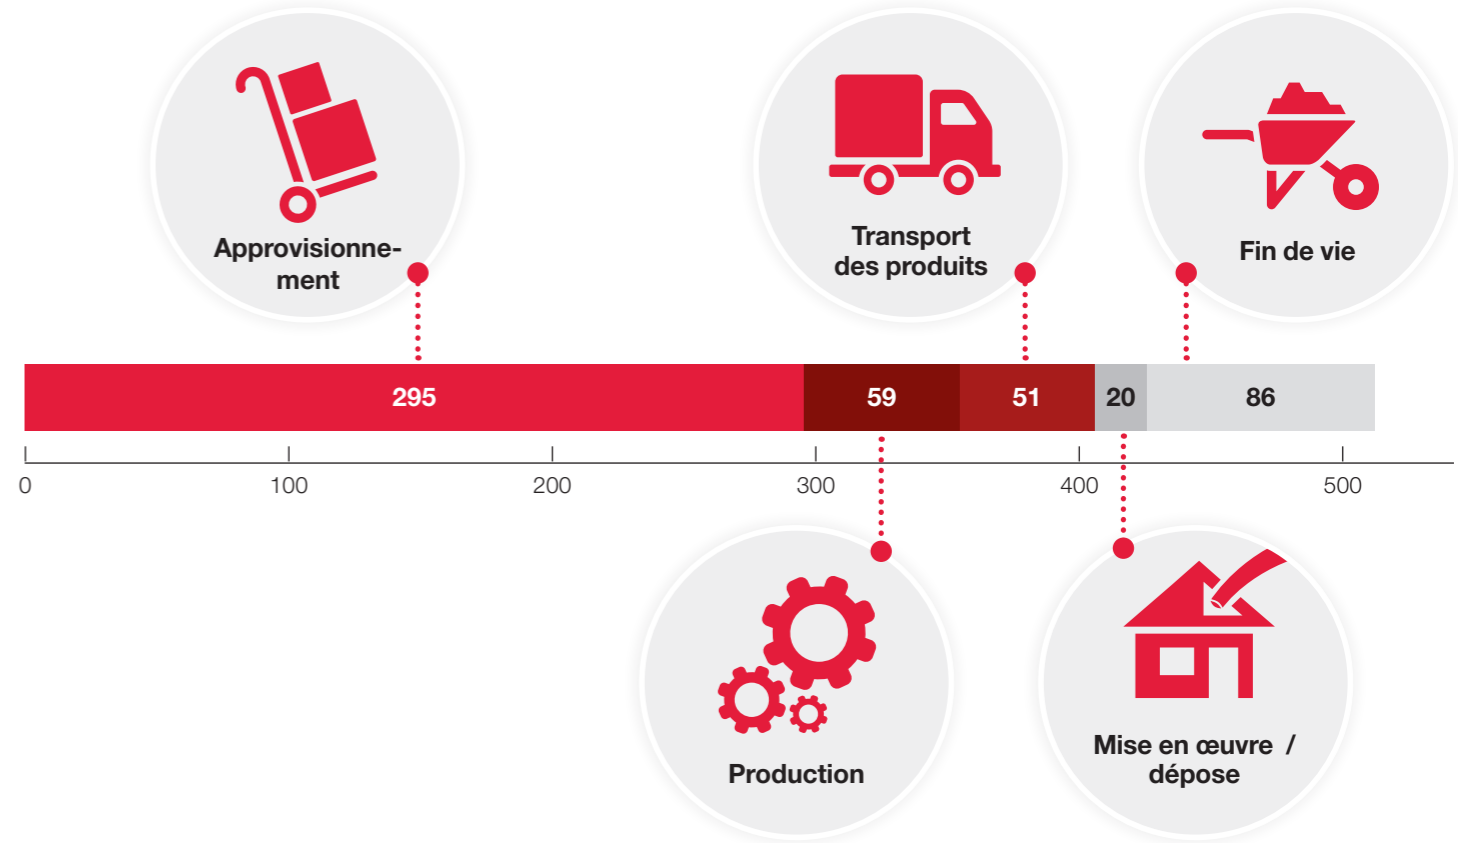 Approvisionne-
ment
Transport
des produits
Fin de vie
295
59
51
20
86
0
100
200
300
400
500
Production
Mise en œuvre /
dépose